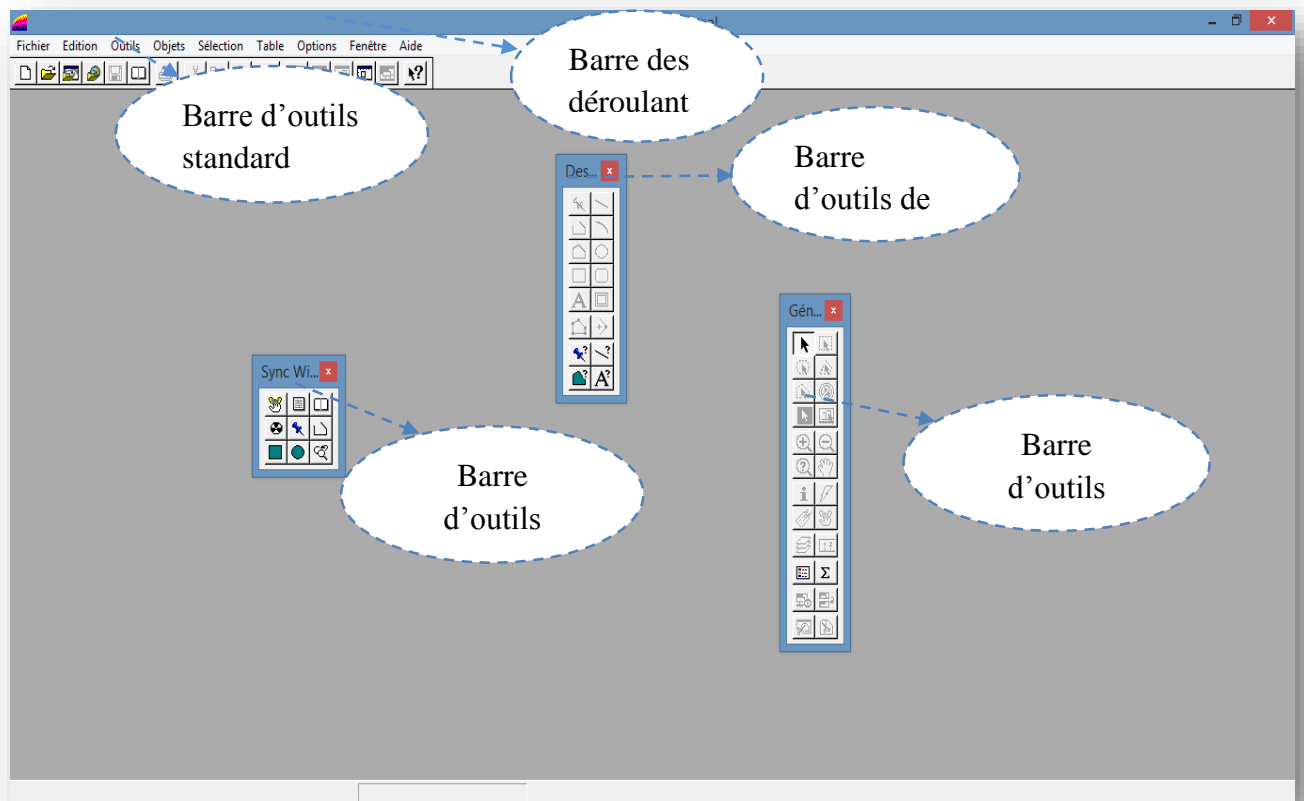 Fichier Edition Outils Objets Sélection Table Options Fenêtre Aide
Barre des
déroulant
Barre d’outils
standard
Barre
d’outils de
Des...
Gén...
Sync Wi...
Barre
d’outils
Barre
d’outils